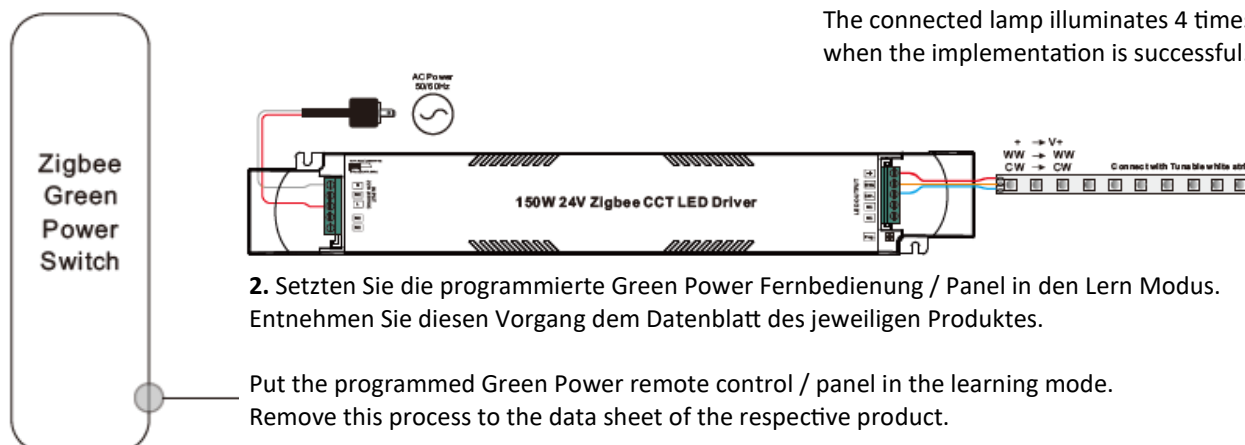 The connected lamp illuminates 4 time
when the implementation is successful.
AC Power
50/60Hz
Zigbee
Green
Power
Switch
150W 24V Zigbee CCT LED Driver
LED OUTPUT
+ → V+
WW → WW
CW → CW
Connect with Tunable white stri
2. Setzten Sie die programmierte Green Power Fernbedienung / Panel in den Lern Modus.
Entnehmen Sie diesen Vorgang dem Datenblatt des jeweiligen Produktes.
Put the programmed Green Power remote control / panel in the learning mode.
Remove this process to the data sheet of the respective product.